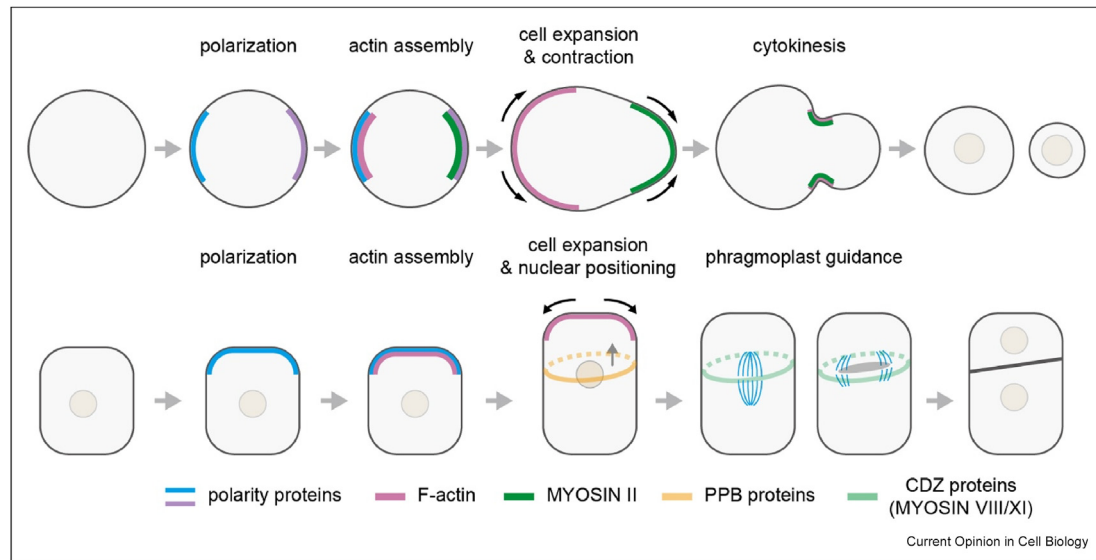 polarization
actin assembly
cell expansion
& contraction
cytokinesis
polarization
actin assembly
cell expansion
& nuclear positioning
phragmoplast guidance
polarity proteins
F-actin
MYOSIN II
PPB proteins
CDZ proteins
(MYOSIN VIII/XI)
Current Opinion in Cell Biology